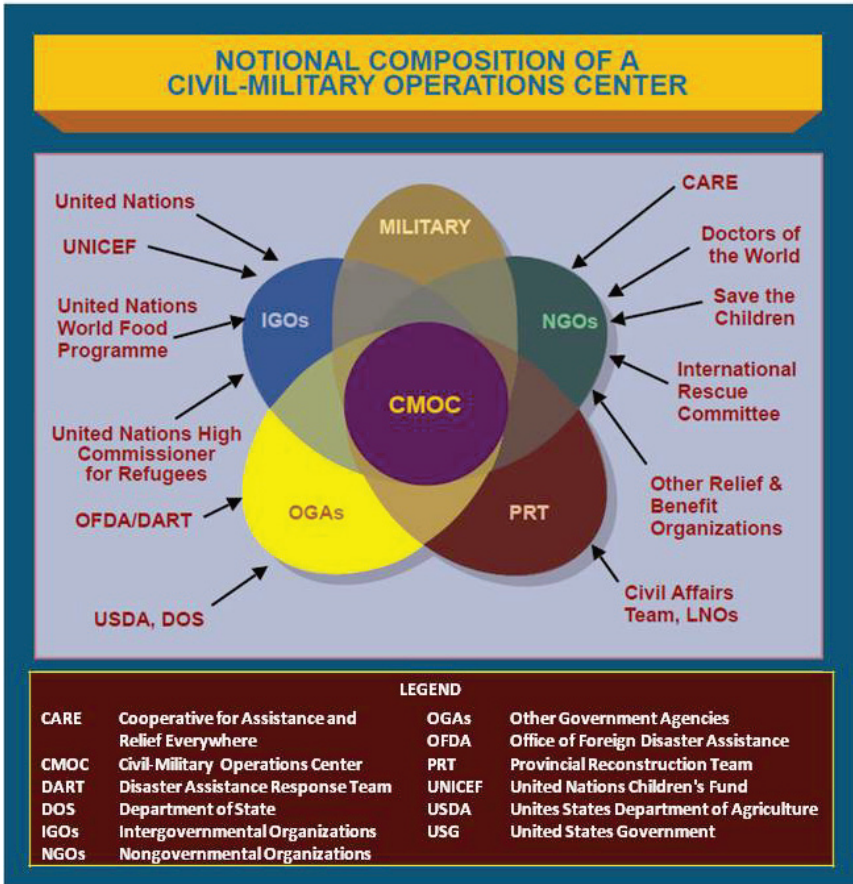 NOTIONAL COMPOSITION OF A
CIVIL-MILITARY OPERATIONS CENTER
United Nations
UNICEF
United Nations
World Food
Programme
United Nations High
Commissioner
for Refugees
OFDA/DART
USDA, DOS
MILITARY
IGOs
NGOs
CMOC
OGAs
PRT
CARE
Doctors of
the World
Save the
Children
International
Rescue
Committee
Other Relief &
Benefit
Organizations
Civil Affairs
Team, LNOs
LEGEND
CARE Cooperative for Assistance and
Relief Everywhere
CMOC Civil-Military Operations Center
DART Disaster Assistance Response Team
DOS Department of State
IGOs Intergovernmental Organizations
NGOs Nongovernmental Organizations
OGAs Other Government Agencies
OFDA Office of Foreign Disaster Assistance
PRT Provincial Reconstruction Team
UNICEF United Nations Children's Fund
USDA Unites States Department of Agriculture
USG United States Government